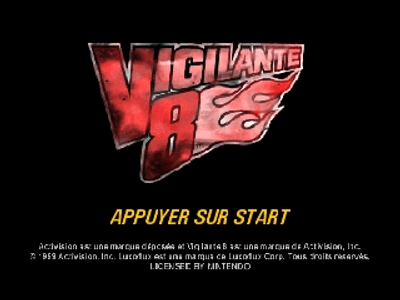 VIGILANTE
8
APPUYER SUR START
Activision est une marque déposée et Vigilante 8 est une marque de Activision, Inc.
© 1999 Activision, Inc. Luxoflux est une marque de Luxoflux Corp. Tous droits reservés.
LICENSED BY NINTENDO